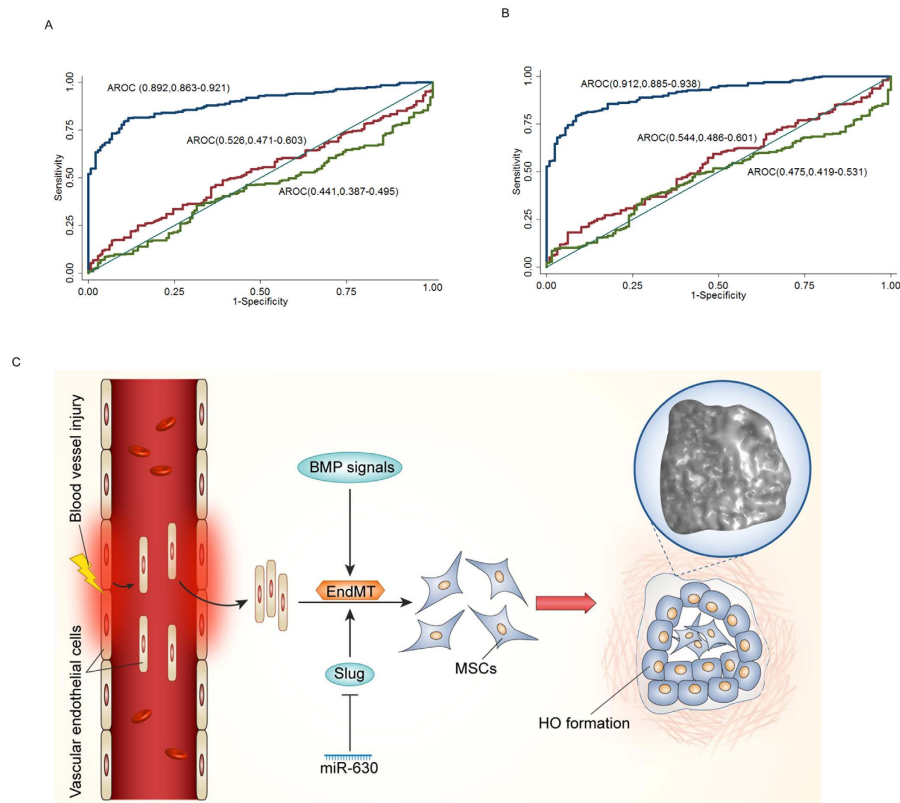 A
AROC (0.892,0.863-0.921)
AROC(0.526,0.471-0.603)
AROC(0.441,0.387-0.495)
Sensitivity
0.00
0.25
0.50
0.75
1.00
0.00 0.25 0.75 1.00
1-Specificity
B
AROC(0.912,0.885-0.938)
AROC(0.544,0.486-0.601)
AROC(0.475,0.419-0.531)
Sensitivity
0.00
0.25
0.50
0.75
1.00
0.00 0.25 0.50 0.75 1.00
1-Specificity
C
Blood vessel injury
Vascular endothelial cells
BMP signals
EndMT
Slug
miR-630
MSCs
HO formation